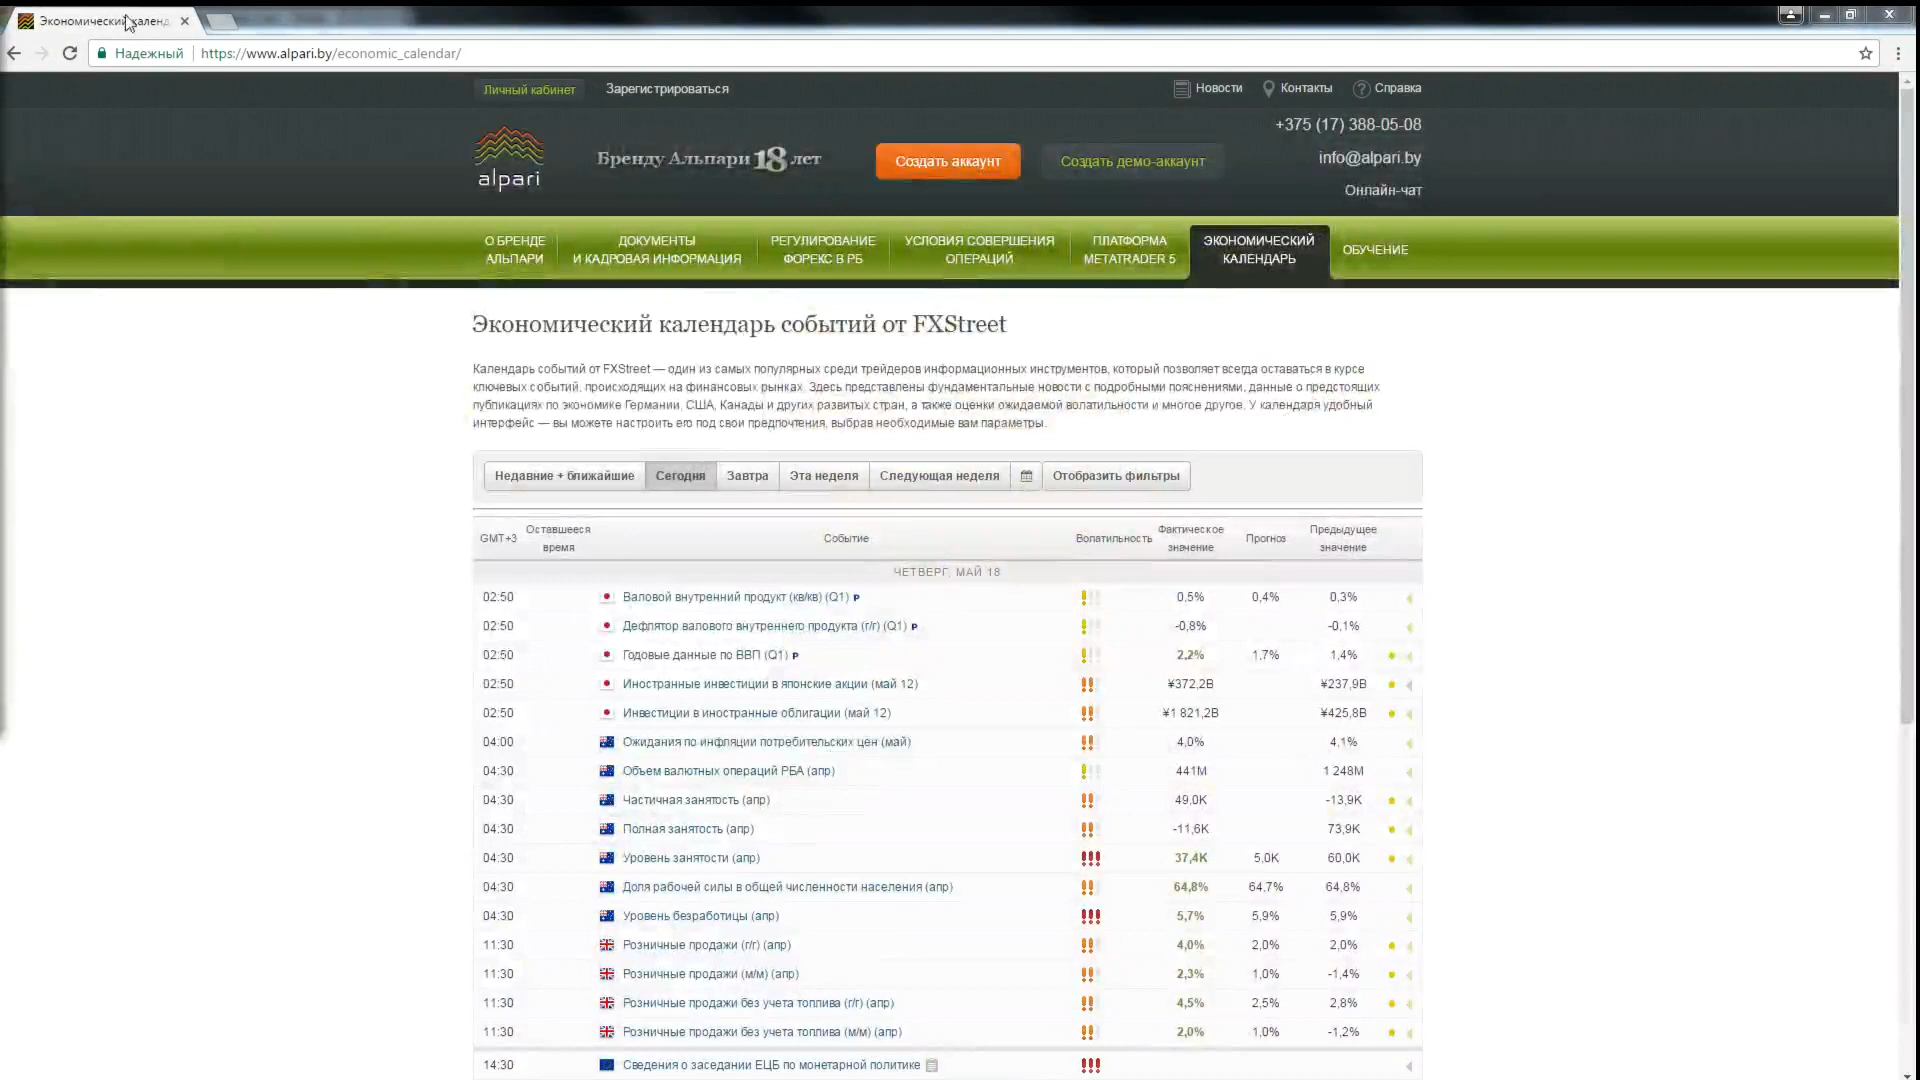 Экономический календ
Надежный https://www.alpari.by/economic_calendar/
Личный кабинет Зарегистрироваться Новости Контакты Справка
+375 (17) 388-05-08
alpari Бренду Альпари 18 лет Создать аккаунт Создать демо-аккаунт info@alpari.by
Онлайн-чат
О БРЕНДЕ
АЛЬПАРИ
ДОКУМЕНТЫ
И КАДРОВАЯ ИНФОРМАЦИЯ
РЕГУЛИРОВАНИЕ
ФОРЕКС В РБ
УСЛОВИЯ СОВЕРШЕНИЯ
ОПЕРАЦИЙ
ПЛАТФОРМА
METATRADER 5
ЭКОНОМИЧЕСКИЙ
КАЛЕНДАРЬ
ОБУЧЕНИЕ
Экономический календарь событий от FXStreet
Календарь событий от FXStreet — один из самых популярных среди трейдеров информационных инструментов, который позволяет всегда оставаться в курсе
ключевых событий, происходящих на финансовых рынках. Здесь представлены фундаментальные новости с подробными пояснениями, данные о предстоящих
публикациях по экономике Германии, США, Канады и других развитых стран, а также оценки ожидаемой волатильности и многое другое. У календаря удобный
интерфейс — вы можете настроить его под свои предпочтения, выбрав необходимые вам параметры.
Недавние + ближайшие Сегодня Завтра Эта неделя Следующая неделя Отобразить фильтры
GMT+3 Оставшееся время Событие Волатильность Фактическое значение Прогноз Предыдущее значение
ЧЕТВЕРГ, МАЙ 18
02:50 Валовой внутренний продукт (кв/кв) (Q1) P 0,5% 0,4% 0,3%
02:50 Дефлятор валового внутреннего продукта (г/г) (Q1) P -0,8% -0,1%
02:50 Годовые данные по ВВП (Q1) P 2,2% 1,7% 1,4%
02:50 Иностранные инвестиции в японские акции (май 12) ¥372,2B ¥237,9B
02:50 Инвестиции в иностранные облигации (май 12) ¥1 821,2B ¥425,8B
04:00 Ожидания по инфляции потребительских цен (май) 4,0% 4,1%
04:30 Объем валютных операций РБА (апр) 441M 1 248M
04:30 Частичная занятость (апр) 49,0K -13,9K
04:30 Полная занятость (апр) -11,6K 73,9K
04:30 Уровень занятости (апр) 37,4K 5,0K 60,0K
04:30 Доля рабочей силы в общей численности населения (апр) 64,8% 64,7% 64,8%
04:30 Уровень безработицы (апр) 5,7% 5,9% 5,9%
11:30 Розничные продажи (г/г) (апр) 4,0% 2,0% 2,0%
11:30 Розничные продажи (м/м) (апр) 2,3% 1,0% -1,4%
11:30 Розничные продажи без учета топлива (г/г) (апр) 4,5% 2,5% 2,8%
11:30 Розничные продажи без учета топлива (м/м) (апр) 2,0% 1,0% -1,2%
14:30 Сведения о заседании ЕЦБ по монетарной политике